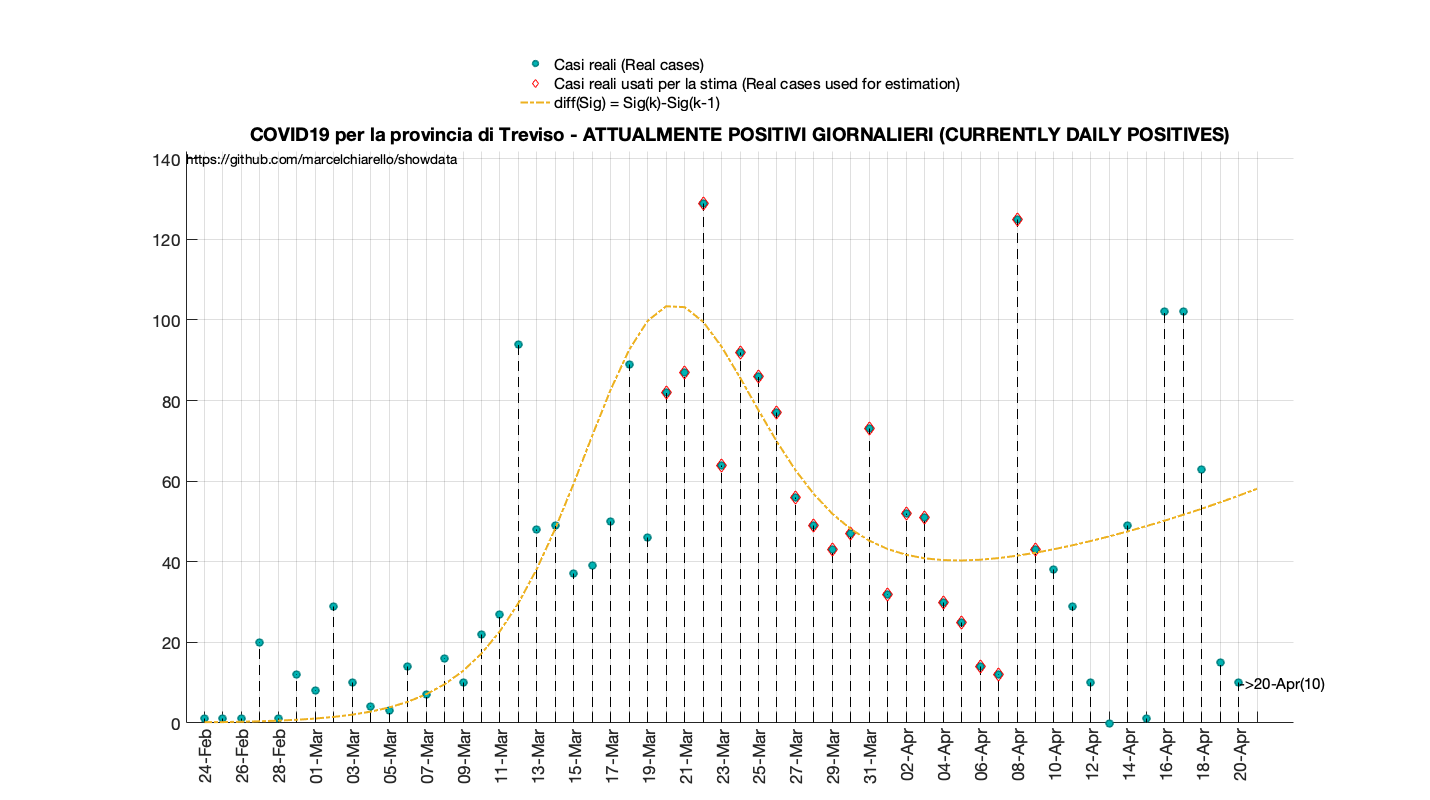 Casi reali (Real cases)
Casi reali usati per la stima (Real cases used for estimation)
diff(Sig) = Sig(k)-Sig(k-1)
COVID19 per la provincia di Treviso - ATTUALMENTE POSITIVI GIORNALIERI (CURRENTLY DAILY POSITIVES)
https://github.com/marcelchiarello/showdata
140
120
100
80
60
40
20
0
->20-Apr(10)
24-Feb
26-Feb
28-Feb
01-Mar
03-Mar
05-Mar
07-Mar
09-Mar
11-Mar
13-Mar
15-Mar
17-Mar
19-Mar
21-Mar
23-Mar
25-Mar
27-Mar
29-Mar
31-Mar
02-Apr
04-Apr
06-Apr
08-Apr
10-Apr
12-Apr
14-Apr
16-Apr
18-Apr
20-Apr